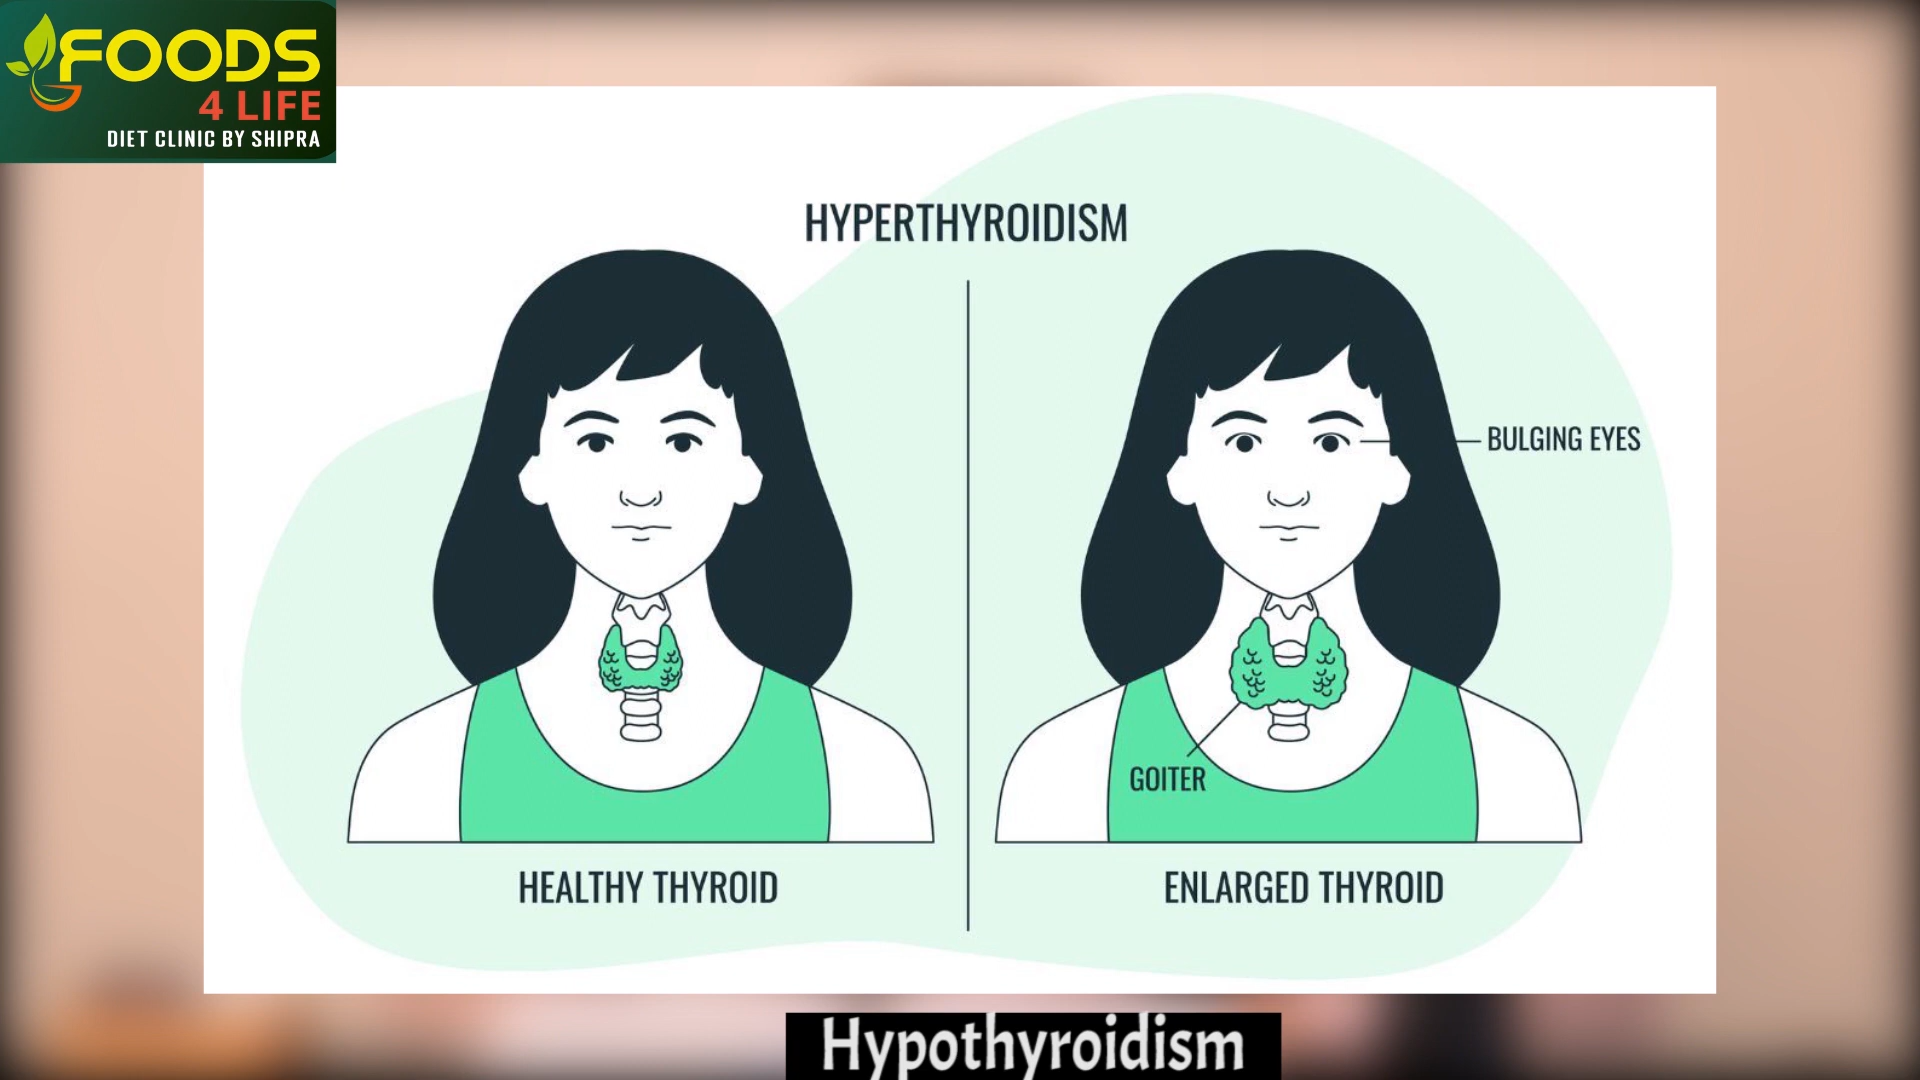 FOODS
4 LIFE
DIET CLINIC BY SHIPRA
HYPERTHYROIDISM
BULGING EYES
GOITER
HEALTHY THYROID
ENLARGED THYROID
Hypothyroidism